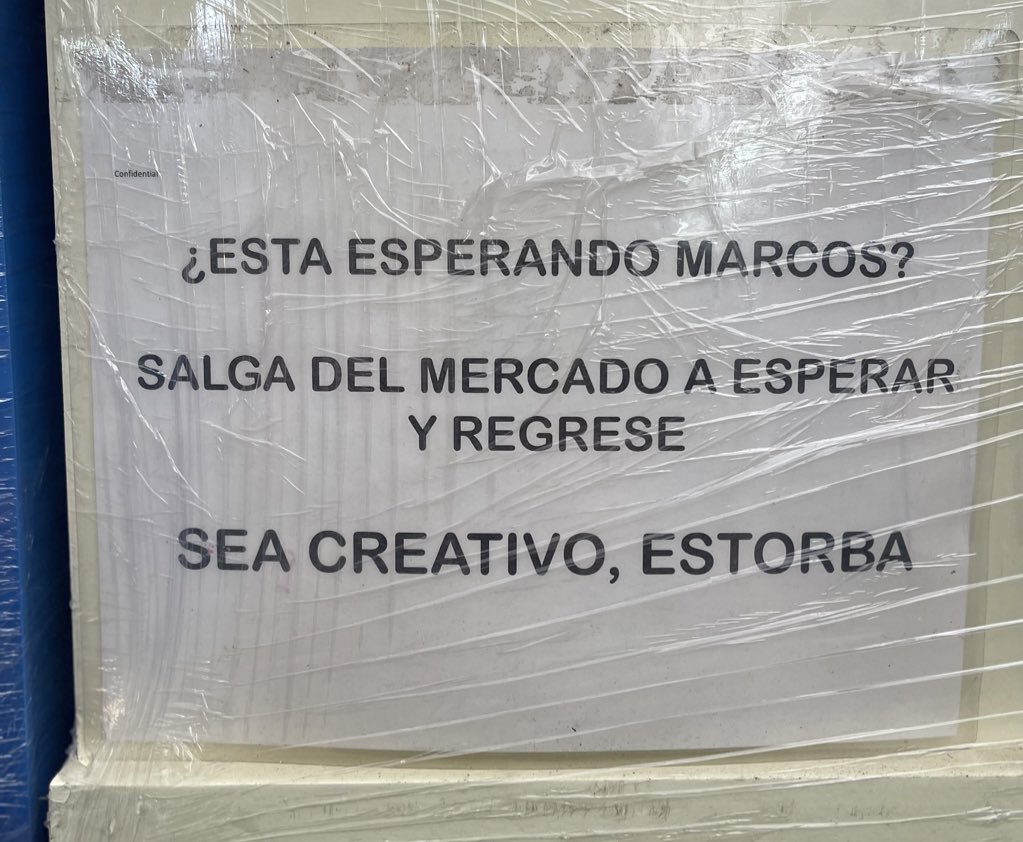 Confidential
¿ESTA ESPERANDO MARCOS?
SALGA DEL MERCADO A ESPERAR
Y REGRESE
SEA CREATIVO, ESTORBA